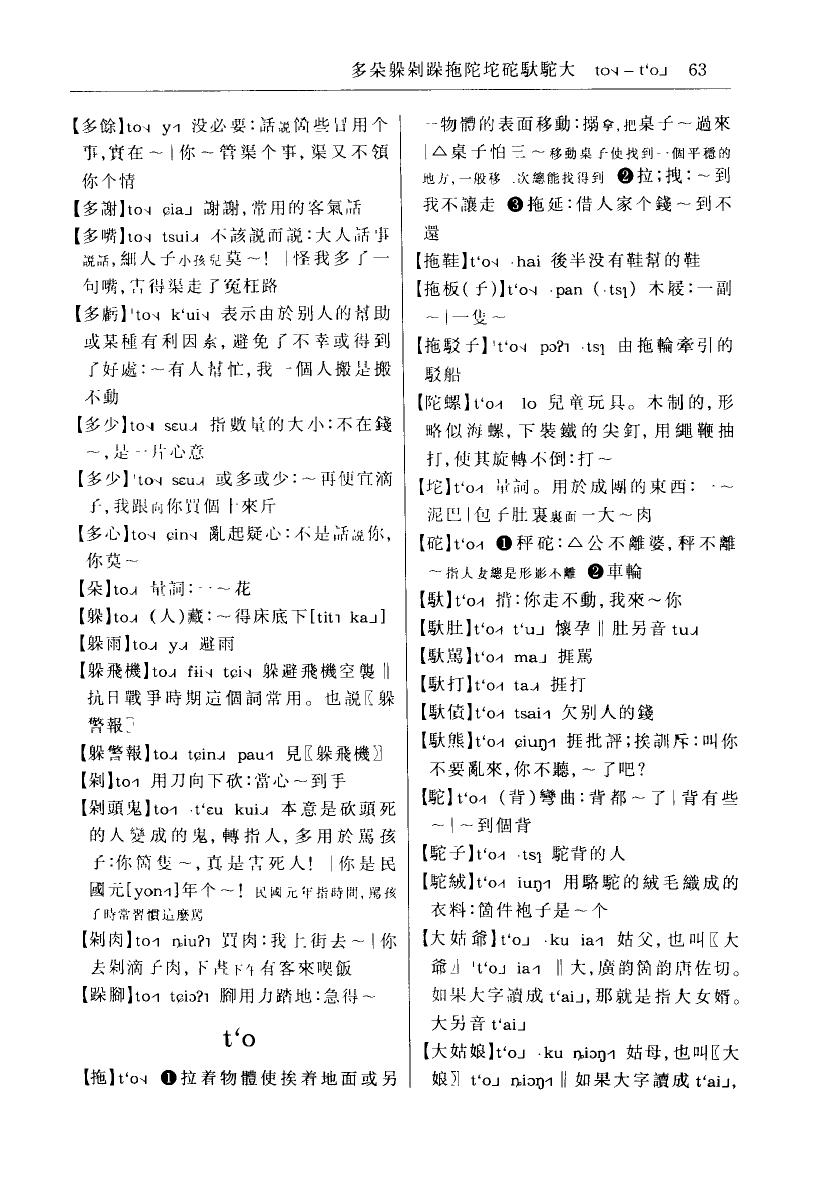 多朵躲剁跺拖陀坨砣馱駝大 to˧ – t‘o˩ 63
【多餘】to˧ y˧ 没必要：話説箇些冒用个
事，實在～｜你～管渠个事，渠又不領
你个情
【多謝】to˧ ɕia˩ 謝謝，常用的客氣話
【多嘴】to˧ tsui 不該説而説：大人話事
説話，細人子小孩兒莫～！｜怪我多了一
句嘴，害得渠走了冤枉路
【多虧】to˧ k‘ui˧ 表示由於别人的幫助
或某種有利因素，避免了不幸或得到
了好處：～有人幫忙，我一個人搬是搬
不動
【多少】to˧ sɛu 指數量的大小：不在錢
～，是一片心意
【多少】to˧ sɛu 或多或少：～再便宜滴
子，我跟向你買個十來斤
【多心】to˧ ɕin˧ 亂起疑心：不是話説你，
你莫～
【朵】to 量詞：一～花
【躲】to （人）藏：～得床底下[tit ka˩]
【躲雨】to y 避雨
【躲飛機】to fii˧ tɕi˧ 躲避飛機空襲‖
抗日戰爭時期這個詞常用。也説〖躲
警報〗
【躲警報】to tɕin pau 見〖躲飛機〗
【剁】to 用刀向下砍：當心～到手
【剁頭鬼】to ·t‘ɛu kui 本意是砍頭死
的人變成的鬼，轉指人，多用於駡孩
子：你箇隻～，真是害死人！｜你是民
國元[yon]年个～！民國元年指時間，駡孩
子時常習慣這麼駡
【剁肉】to ȵiuʔ 買肉：我上街去～｜你
去剁滴子肉，下晝下午有客來喫飯
【跺腳】to tɕiɔʔ 腳用力踏地：急得～
t‘o
【拖】t‘o˧ ❶拉着物體使挨着地面或另
一物體的表面移動：搦拿，把桌子～過來
｜△桌子怕三～移動桌子使找到一個平穩的
地方，一般移 次總能找得到 ❷拉；拽：～到
我不讓走 ❸拖延：借人家个錢～到不
還
【拖鞋】t‘o˧ ·hai 後半没有鞋幫的鞋
【拖板（子）】t‘o˧ ·pan （·tsʅ） 木屐：一副
～｜一隻～
【拖駁子】t‘o˧ pɔʔ ·tsʅ 由拖輪牽引的
駁船
【陀螺】t‘o lo 兒童玩具。木制的，形
略似海螺，下裝鐵的尖釘，用繩鞭抽
打，使其旋轉不倒：打～
【坨】t‘o 量詞。用於成團的東西：一～
泥巴｜包子肚裏裏面一大～肉
【砣】t‘o ❶秤砣：△公不離婆，秤不離
～指人夫妻總是形影不離 ❷車輪
【馱】t‘o 揹：你走不動，我來～你
【馱肚】t‘o t‘u˩ 懷孕‖肚另音tu
【馱駡】t‘o ma˩ 捱駡
【馱打】t‘o ta 捱打
【馱債】t‘o tsai 欠别人的錢
【馱熊】t‘o ɕiuŋ 捱批評；挨訓斥：叫你
不要亂來，你不聽，～了吧？
【駝】t‘o （背）彎曲：背都～了｜背有些
～｜～到個背
【駝子】t‘o ·tsʅ 駝背的人
【駝絨】t‘o iuŋ 用駱駝的絨毛織成的
衣料：箇件袍子是～个
【大姑爺】t‘o˩ ·ku ia 姑父，也叫〖大
爺〗t‘o˩ ia‖大，廣韵箇韵唐佐切。
如果大字讀成t‘ai˩，那就是指大女婿。
大另音t‘ai˩
【大姑娘】t‘o˩ ·ku ȵiɔŋ 姑母，也叫〖大
娘〗t‘o˩ ȵiɔŋ‖如果大字讀成t‘ai˩，